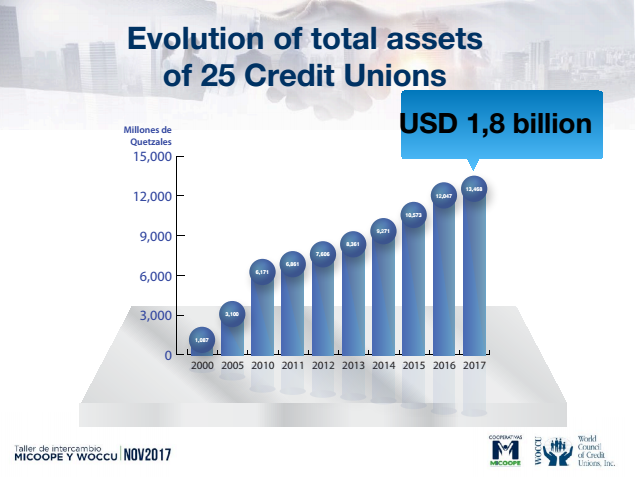 Evolution of total assets
of 25 Credit Unions
USD 1,8 billion
Millones de
Quetzales
15,000
12,000
9,000
6,000
3,000
0
1,087
3,108
6,171
6,861
7,606
8,361
9,271
10,573
12,047
13,468
2000 2005 2010 2011 2012 2013 2014 2015 2016 2017
Taller de intercambio
MICOOPE Y WOCCU NOV2017
COOPERATIVAS
MICOOPE
WOCCU
World
Council
of Credit
Unions, Inc.